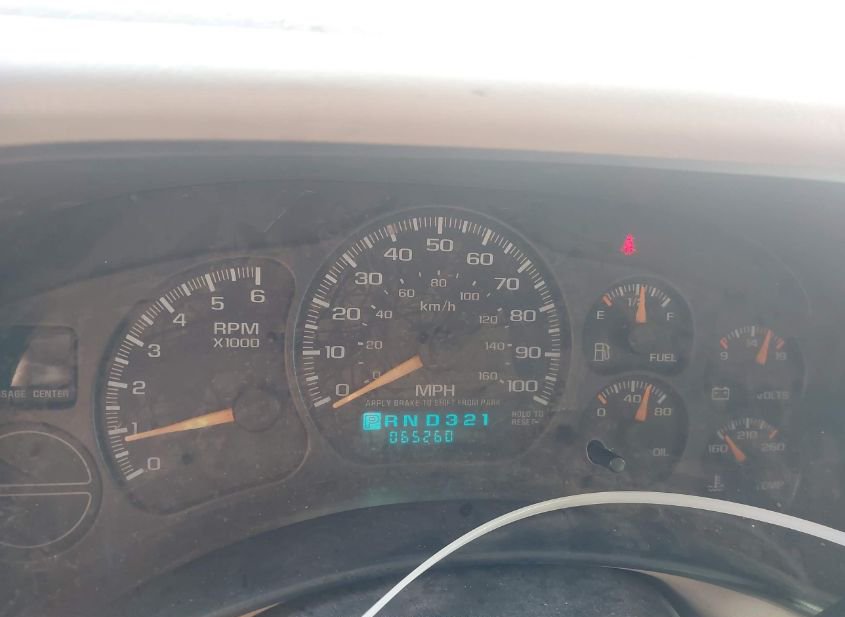 SAGE CENTER
0 1 2 3 4 5 6
RPM
X1000
0 10 20 30 40 50 60 70 80 90 100
0 20 40 60 80 100 120 140 160
km/h
MPH
APPLY BRAKE TO SHIFT FROM PARK
PRND321
065260
HOLD TO
RESET
E 1/2 F
FUEL
0 40 80
OIL
9 14 19
VOLTS
160 210 260
TEMP